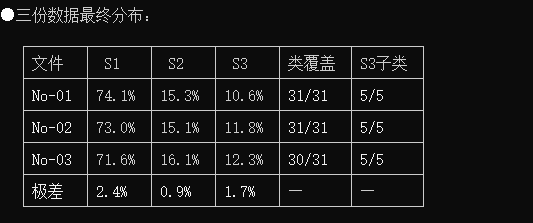 ●三份数据最终分布：
文件 S1 S2 S3 类覆盖 S3子类
No-01 74.1% 15.3% 10.6% 31/31 5/5
No-02 73.0% 15.1% 11.8% 31/31 5/5
No-03 71.6% 16.1% 12.3% 30/31 5/5
极差 2.4% 0.9% 1.7% — —